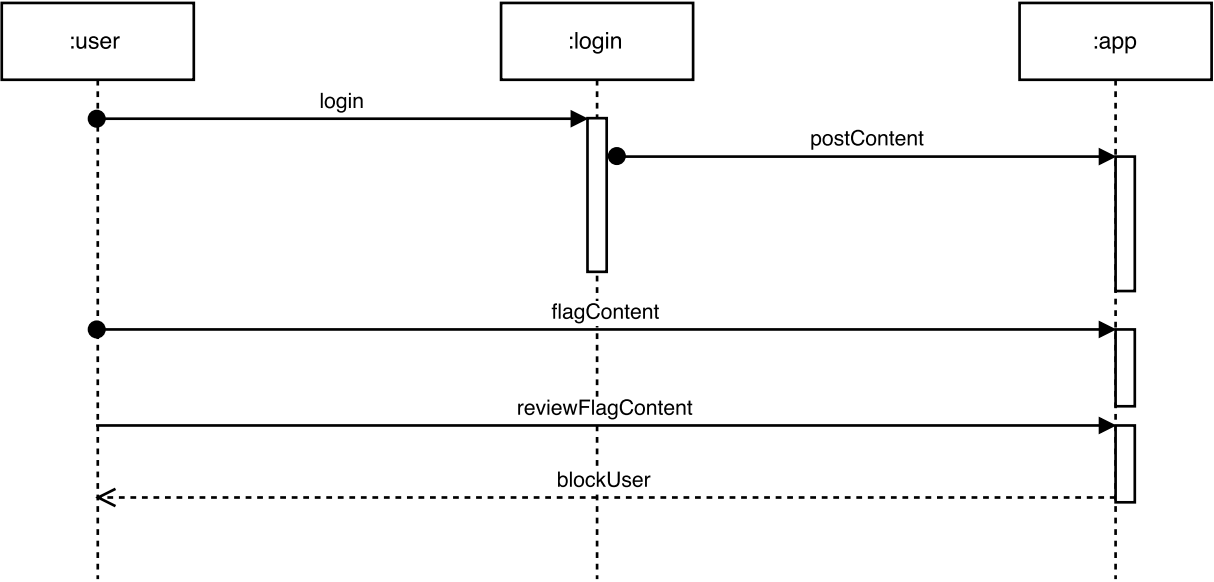 :user
:login
:app
login
postContent
flagContent
reviewFlagContent
blockUser